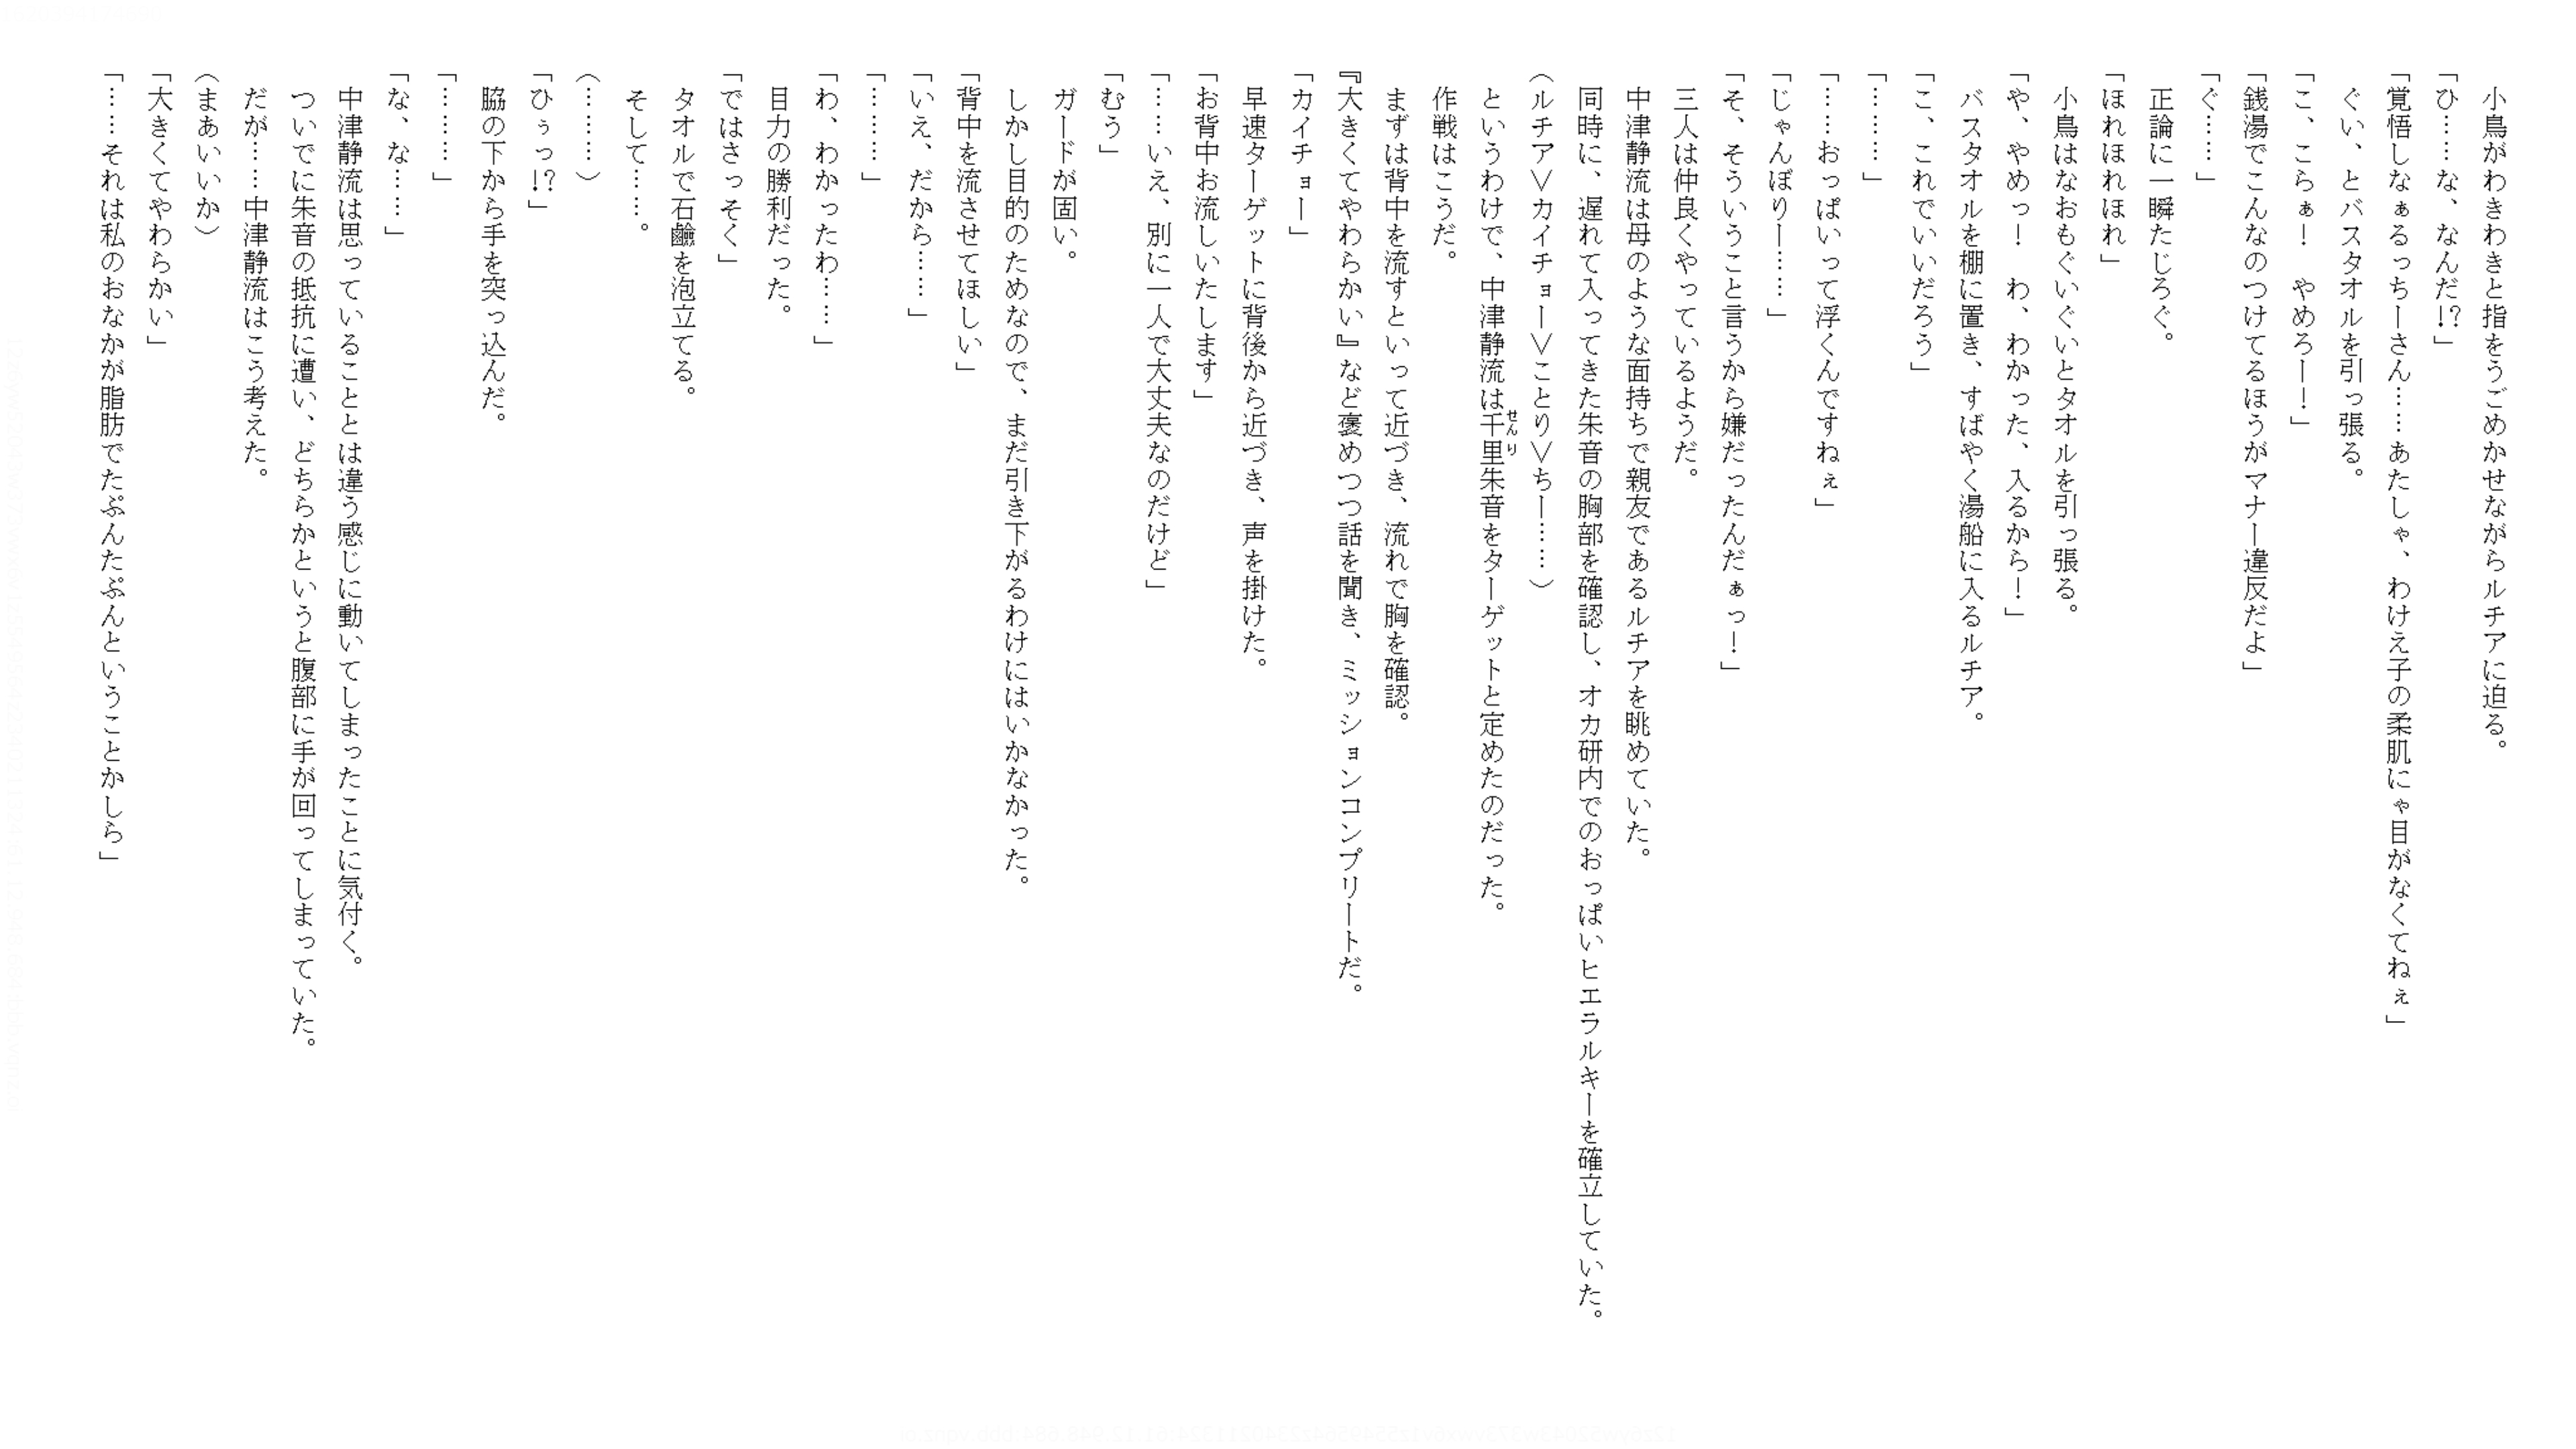 小鳥がわきわきと指をうごめかせながらルチアに迫る。
「ひ……な、なんだ!?」
「覚悟しなぁるっちーさん……あたしゃ、わけえ子の柔肌にゃ目がなくてねぇ」
ぐい、とバスタオルを引っ張る。
「こ、こらぁ！　やめろー！」
「銭湯でこんなのつけてるほうがマナー違反だよ」
「ぐ……」
正論に一瞬たじろぐ。
「ほれほれほれ」
小鳥はなおもぐいぐいとタオルを引っ張る。
「や、やめっ！　わ、わかった、入るから！」
バスタオルを棚に置き、すばやく湯船に入るルチア。
「こ、これでいいだろう」
「………」
「……おっぱいって浮くんですねぇ」
「じゃんぼりー……」
「そ、そういうこと言うから嫌だったんだぁっ！」
三人は仲良くやっているようだ。
中津静流は母のような面持ちで親友であるルチアを眺めていた。
同時に、遅れて入ってきた朱音の胸部を確認し、オカ研内でのおっぱいヒエラルキーを確立していた。
（ルチア＞カイチョー＞ことり＞ちー……）
というわけで、中津静流は千里朱音をターゲットと定めたのだった。
作戦はこうだ。
まずは背中を流すといって近づき、流れで胸を確認。
『大きくてやわらかい』など褒めつつ話を聞き、ミッションコンプリートだ。
「カイチョー」
早速ターゲットに背後から近づき、声を掛けた。
「お背中お流しいたします」
「……いえ、別に一人で大丈夫なのだけど」
「むう」
ガードが固い。
しかし目的のためなので、まだ引き下がるわけにはいかなかった。
「背中を流させてほしい」
「いえ、だから……」
「………」
「わ、わかったわ……」
目力の勝利だった。
「ではさっそく」
タオルで石鹼を泡立てる。
そして……。
（………）
「ひぅっ!?」
脇の下から手を突っ込んだ。
「………」
「な、な……」
中津静流は思っていることとは違う感じに動いてしまったことに気付く。
ついでに朱音の抵抗に遭い、どちらかというと腹部に手が回ってしまっていた。
だが……中津静流はこう考えた。
（まあいいか）
「大きくてやわらかい」
「……それは私のおなかが脂肪でたぷんたぷんということかしら」